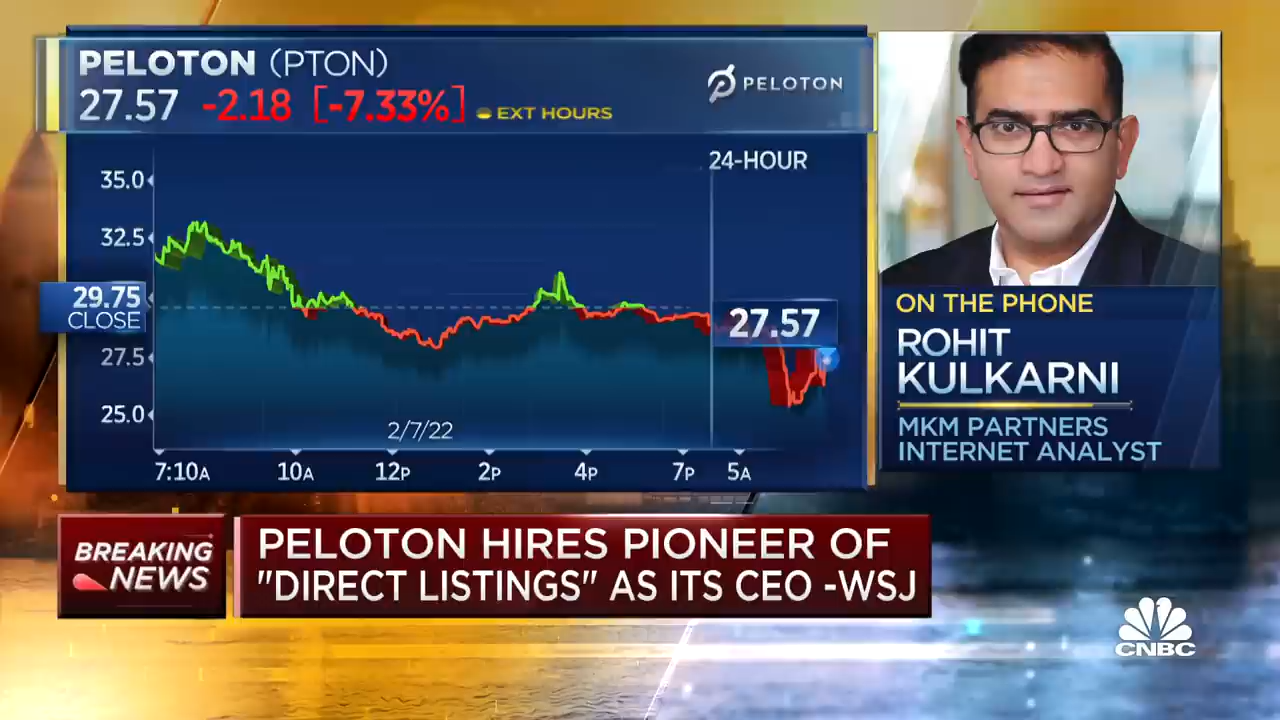 PELOTON (PTON)
27.57 -2.18 [-7.33%] EXT HOURS
PELOTON
24-HOUR
35.0
32.5
29.75
CLOSE
27.5
25.0
27.57
2/7/22
7:10A 10A 12P 2P 4P 7P 5A
ON THE PHONE
ROHIT
KULKARNI
MKM PARTNERS
INTERNET ANALYST
BREAKING
NEWS
PELOTON HIRES PIONEER OF
"DIRECT LISTINGS" AS ITS CEO -WSJ
CNBC